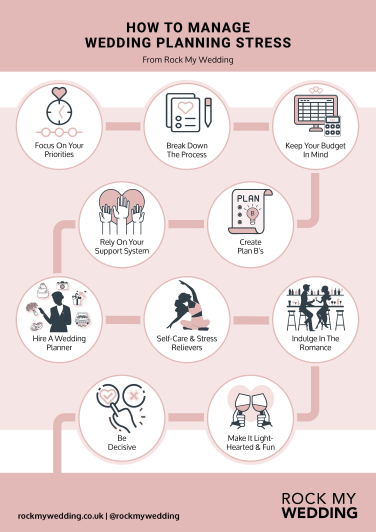 HOW TO MANAGE
WEDDING PLANNING STRESS
From Rock My Wedding
Focus On Your
Priorities
Break Down
The Process
Keep Your Budget
In Mind
Rely On Your
Support System
PLAN
B
Create
Plan B's
Hire A Wedding
Planner
Self-Care & Stress
Relievers
Indulge In The
Romance
Be
Decisive
Make It Light-
Hearted & Fun
rockmywedding.co.uk | @rockmywedding
ROCK MY
WEDDING